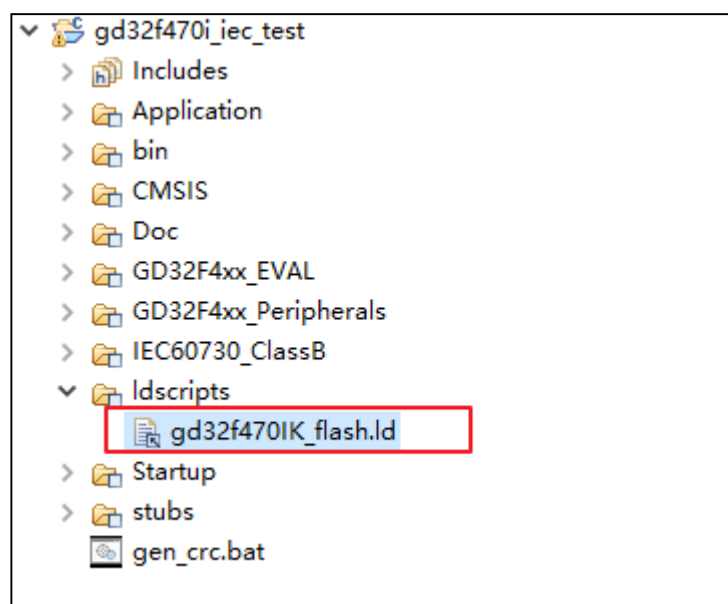 gd32f470i_iec_test
Includes
Application
bin
CMSIS
Doc
GD32F4xx_EVAL
GD32F4xx_Peripherals
IEC60730_ClassB
ldscripts
gd32f470IK_flash.ld
Startup
stubs
gen_crc.bat